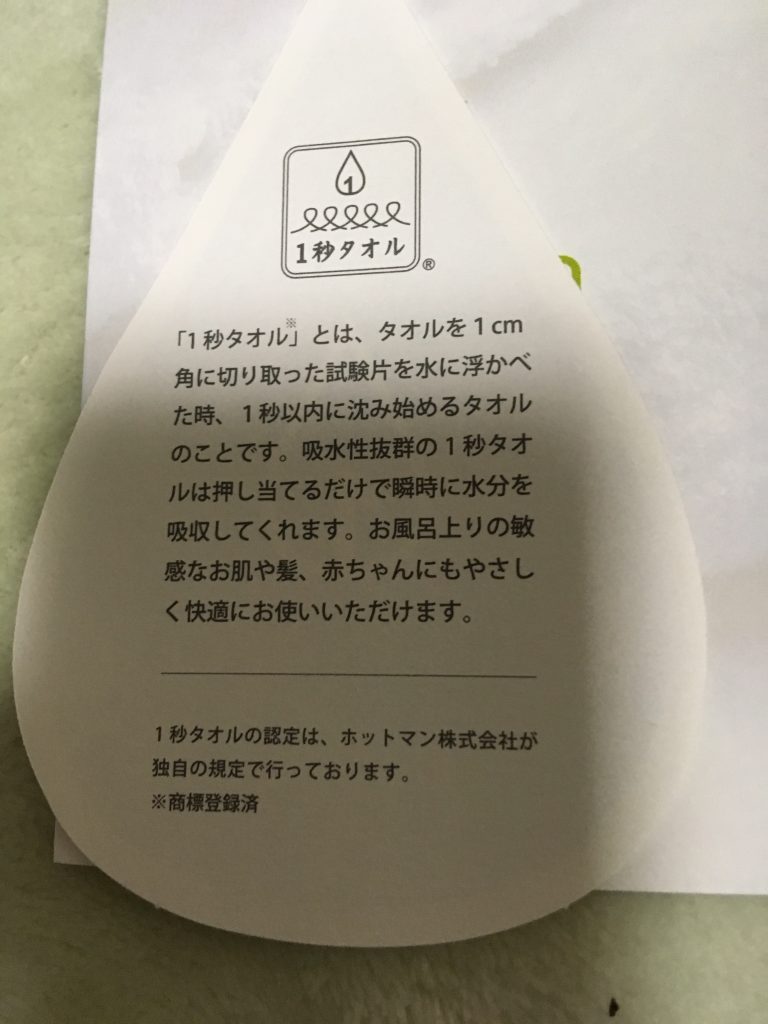 1
1秒タオル
®
「1秒タオル※」とは、タオルを1cm
角に切り取った試験片を水に浮かべ
た時、1秒以内に沈み始めるタオル
のことです。吸水性抜群の1秒タオ
ルは押し当てるだけで瞬時に水分を
吸収してくれます。お風呂上りの敏
感なお肌や髪、赤ちゃんにもやさし
く快適にお使いいただけます。
1秒タオルの認定は、ホットマン株式会社が
独自の規定で行っております。
※商標登録済